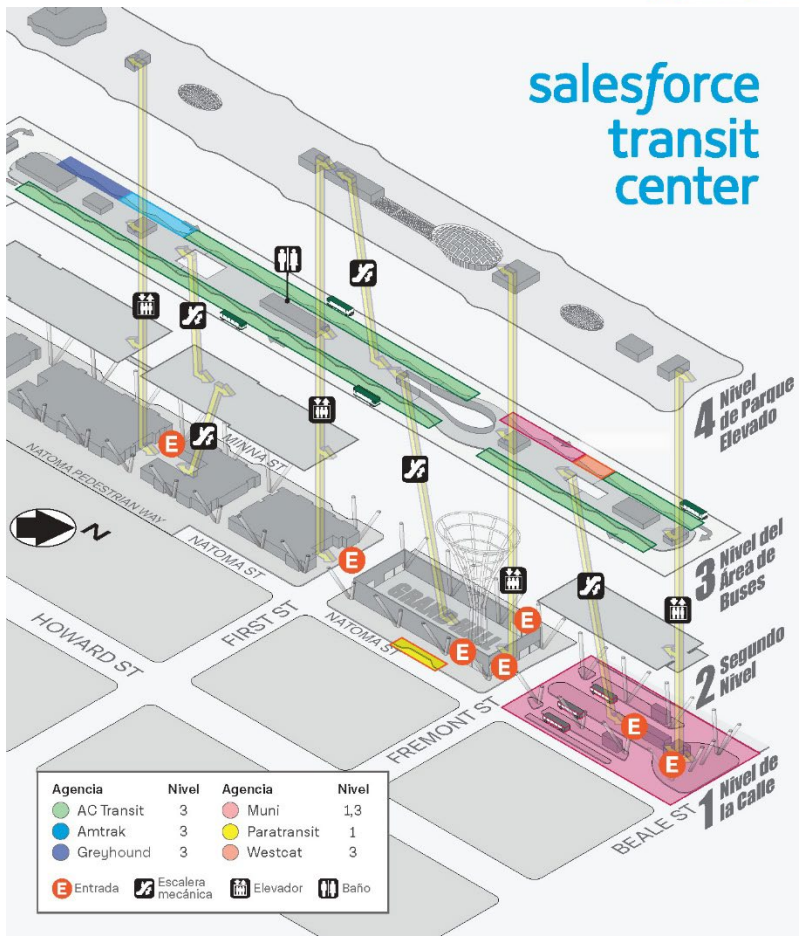 salesforce
transit
center
4 Nivel
de Parque
Elevado
3 Nivel del
Área de
Buses
2 Segundo
Nivel
1 Nivel de
la Calle
E
MINNA ST
NATOMA PEDESTRIAN WAY
N
NATOMA ST
E
GRAND HALL
E
E
E
HOWARD ST
FIRST ST
NATOMA ST
FREMONT ST
E
E
BEALE ST
Agencia Nivel Agencia Nivel
AC Transit 3 Muni 1,3
Amtrak 3 Paratransit 1
Greyhound 3 Westcat 3
E Entrada Escalera mecánica Elevador Baño